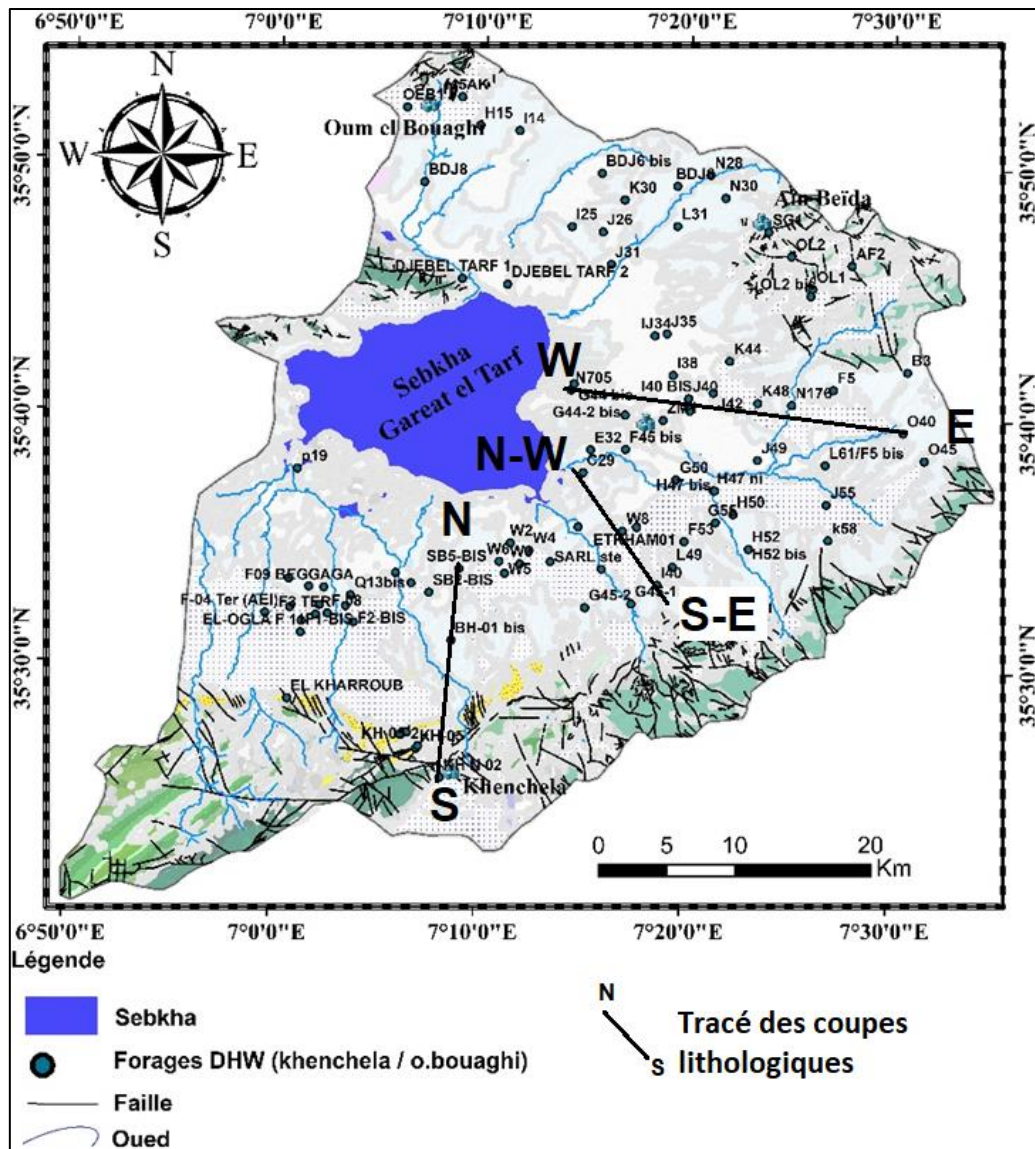 6°50'0"E 7°0'0"E 7°10'0"E 7°20'0"E 7°30'0"E
N
W E
S
35°50'0"N
35°50'0"N
OEB1
H15
I14
Oum el Bouaghi
BDJ8
BDJ6 bis
BDJ8
N28
K30
N30
Aïn Beïda
SG1
I25
J26
L31
J31
OL2
AF2
DJEBEL TARF 1
DJEBEL TARF 2
OL2 bis
OL1
Sebkha
Gareat el Tarf
IJ34
J35
K44
I38
B3
W
N705
G44 bis
I40 BIS
J40
F5
35°40'0"N
35°40'0"N
G44-2 bis
J42
K48
N176
O40
E
N-W
E32
F45 bis
J49
L61/F5 bis
O45
p19
C29
G50
H47 bis
H47 ni
J55
N
H50
G55
W2
W4
W8
ETRHAM01
F53
k58
SB5-BIS
W6
W5
SARL ste
L49
H52
H52 bis
F09 BEGGAGA
Q13bis
SB2-BIS
I40
F-04 Ter (AEI)
G45-2
G45-1
S-E
F2-BIS
BH-01 bis
35°30'0"N
35°30'0"N
EL KHARROUB
KH-05
Khenchela
S
0 5 10 20
Km
6°50'0"E 7°0'0"E 7°10'0"E 7°20'0"E 7°30'0"E
Légende
Sebkha
Forages DHW (khenchela / o.bouaghi)
Faille
Oued
N
S
Tracé des coupes
lithologiques